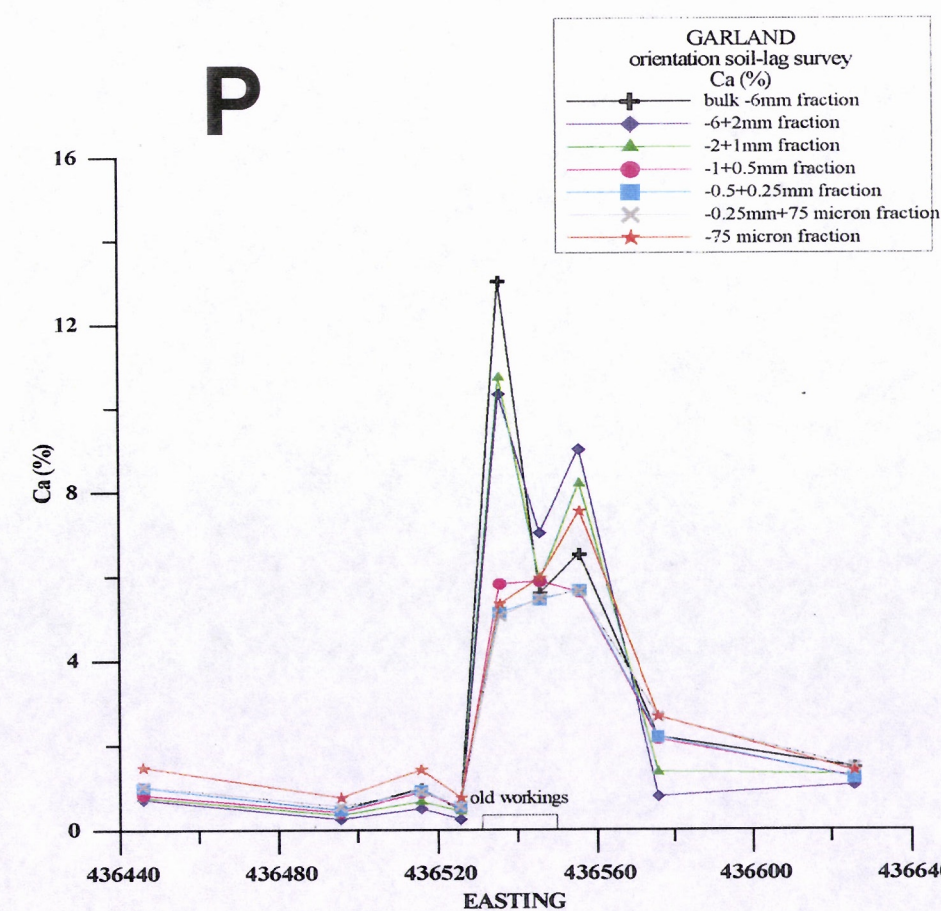 P
GARLAND
orientation soil-lag survey
Ca (%)
bulk -6mm fraction
-6+2mm fraction
-2+1mm fraction
-1+0.5mm fraction
-0.5+0.25mm fraction
-0.25mm+75 micron fraction
-75 micron fraction
16
12
8
4
0
Ca (%)
old workings
436440 436480 436520 436560 436600 43664
EASTING